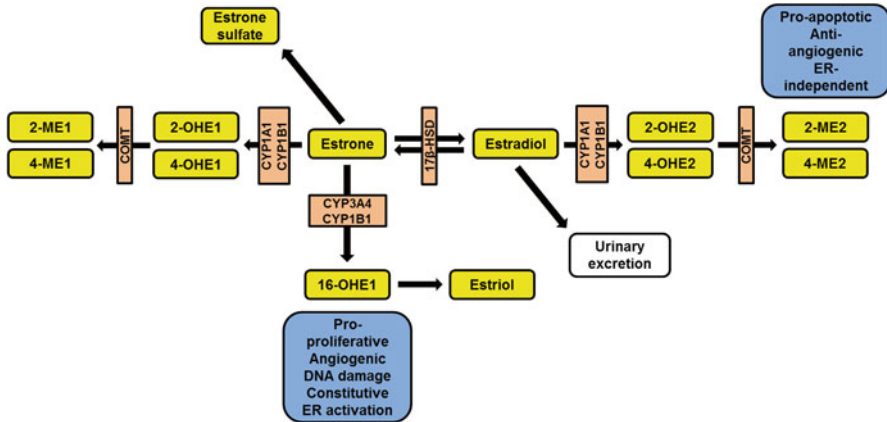 Estrone
sulfate
Pro-apoptotic
Anti-
angiogenic
ER-
independent
2-ME1
4-ME1
COMT
2-OHE1
4-OHE1
CYP1A1
CYP1B1
Estrone
17β-HSD
Estradiol
CYP1A1
CYP1B1
2-OHE2
4-OHE2
COMT
2-ME2
4-ME2
CYP3A4
CYP1B1
Urinary
excretion
16-OHE1
Estriol
Pro-
proliferative
Angiogenic
DNA damage
Constitutive
ER activation